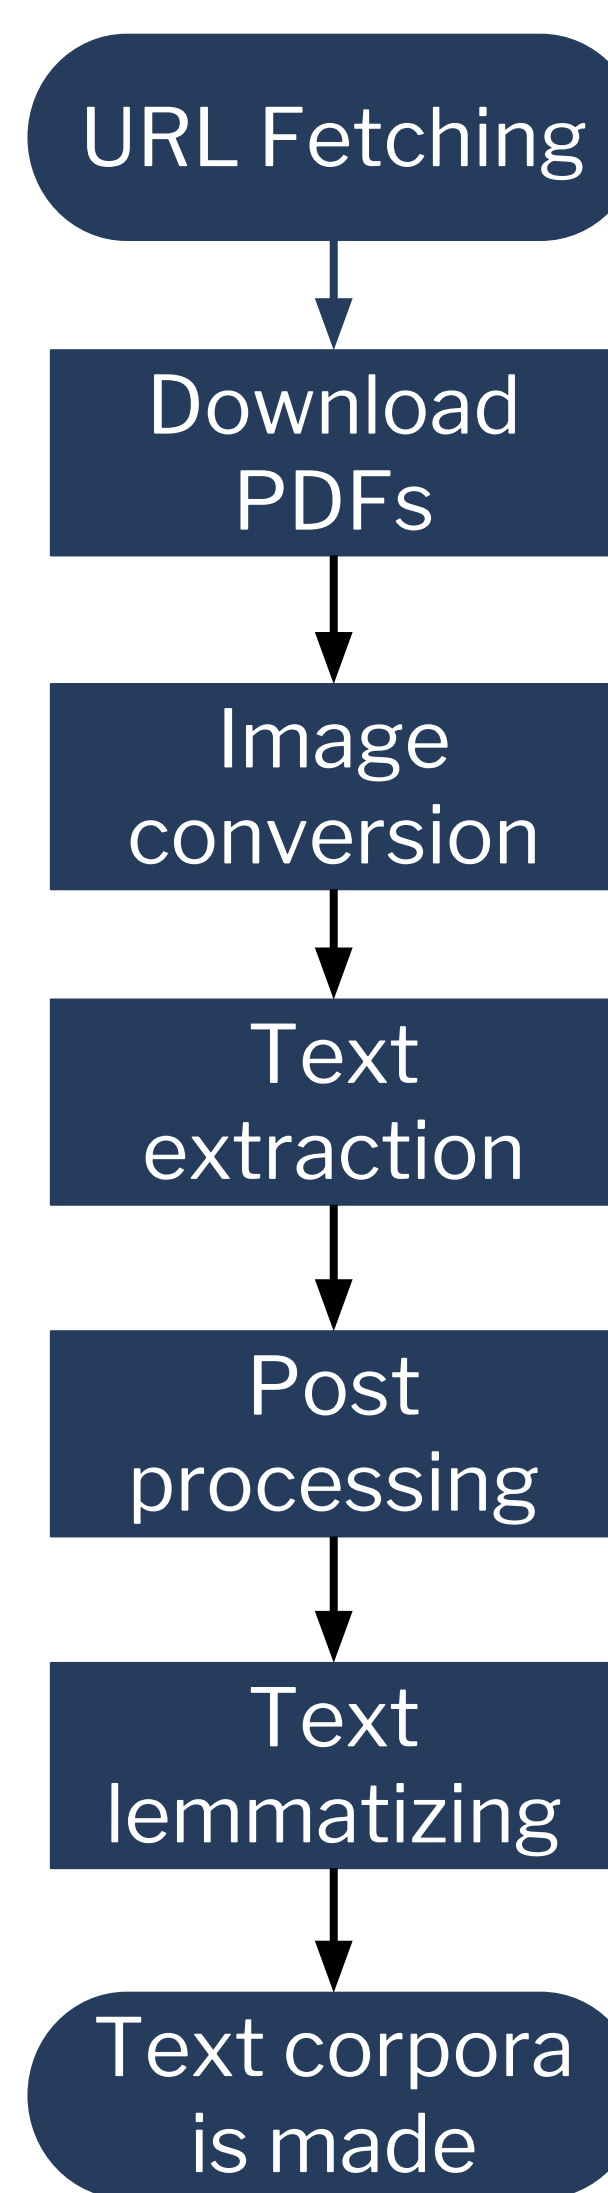 URL Fetching
Download
PDFs
Image
conversion
Text
extraction
Post
processing
Text
lemmatizing
Text corpora
is made